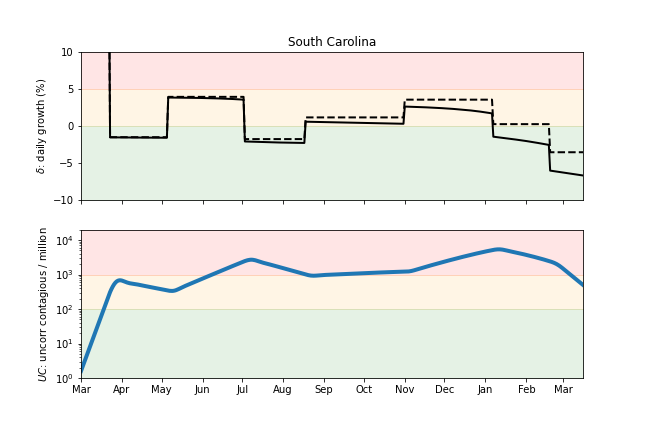 South Carolina
10
5
0
−5
−10
δ: daily growth (%)
10⁴
10³
10²
10¹
10⁰
UC: uncorr contagious / million
Mar Apr May Jun Jul Aug Sep Oct Nov Dec Jan Feb Mar